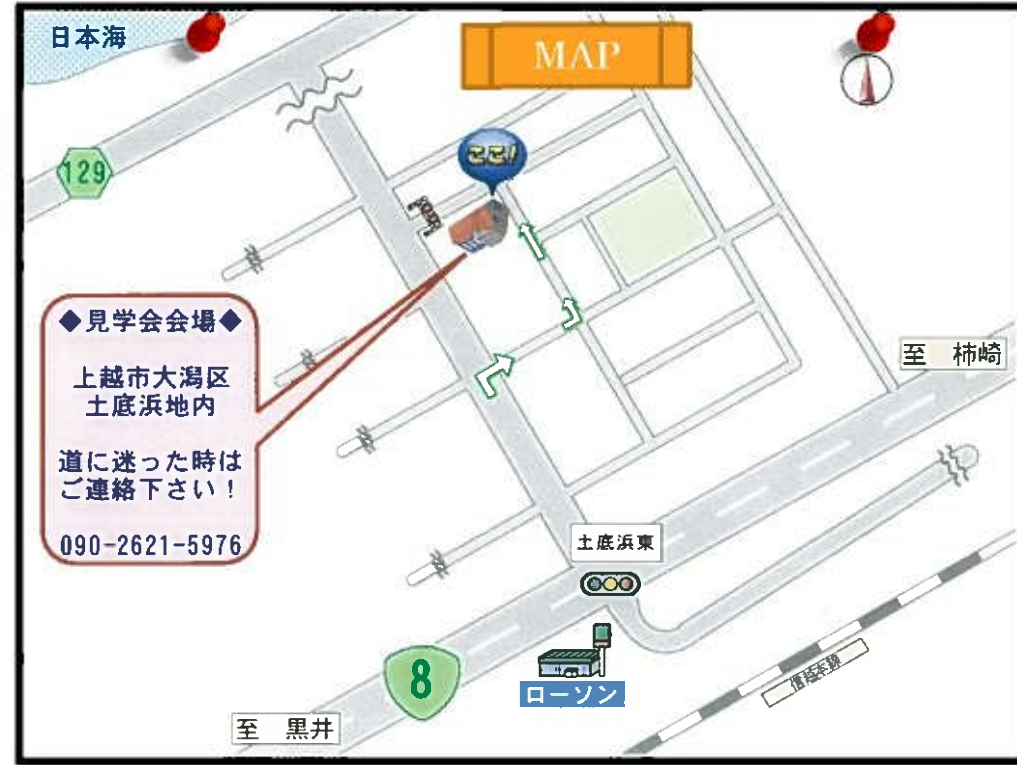 日本海
MAP
129
ここ!
◆見学会会場◆
上越市大潟区
土底浜地内
道に迷った時は
ご連絡下さい！
090-2621-5976
至 柿崎
土底浜東
8
ローソン
信越本線
至 黒井